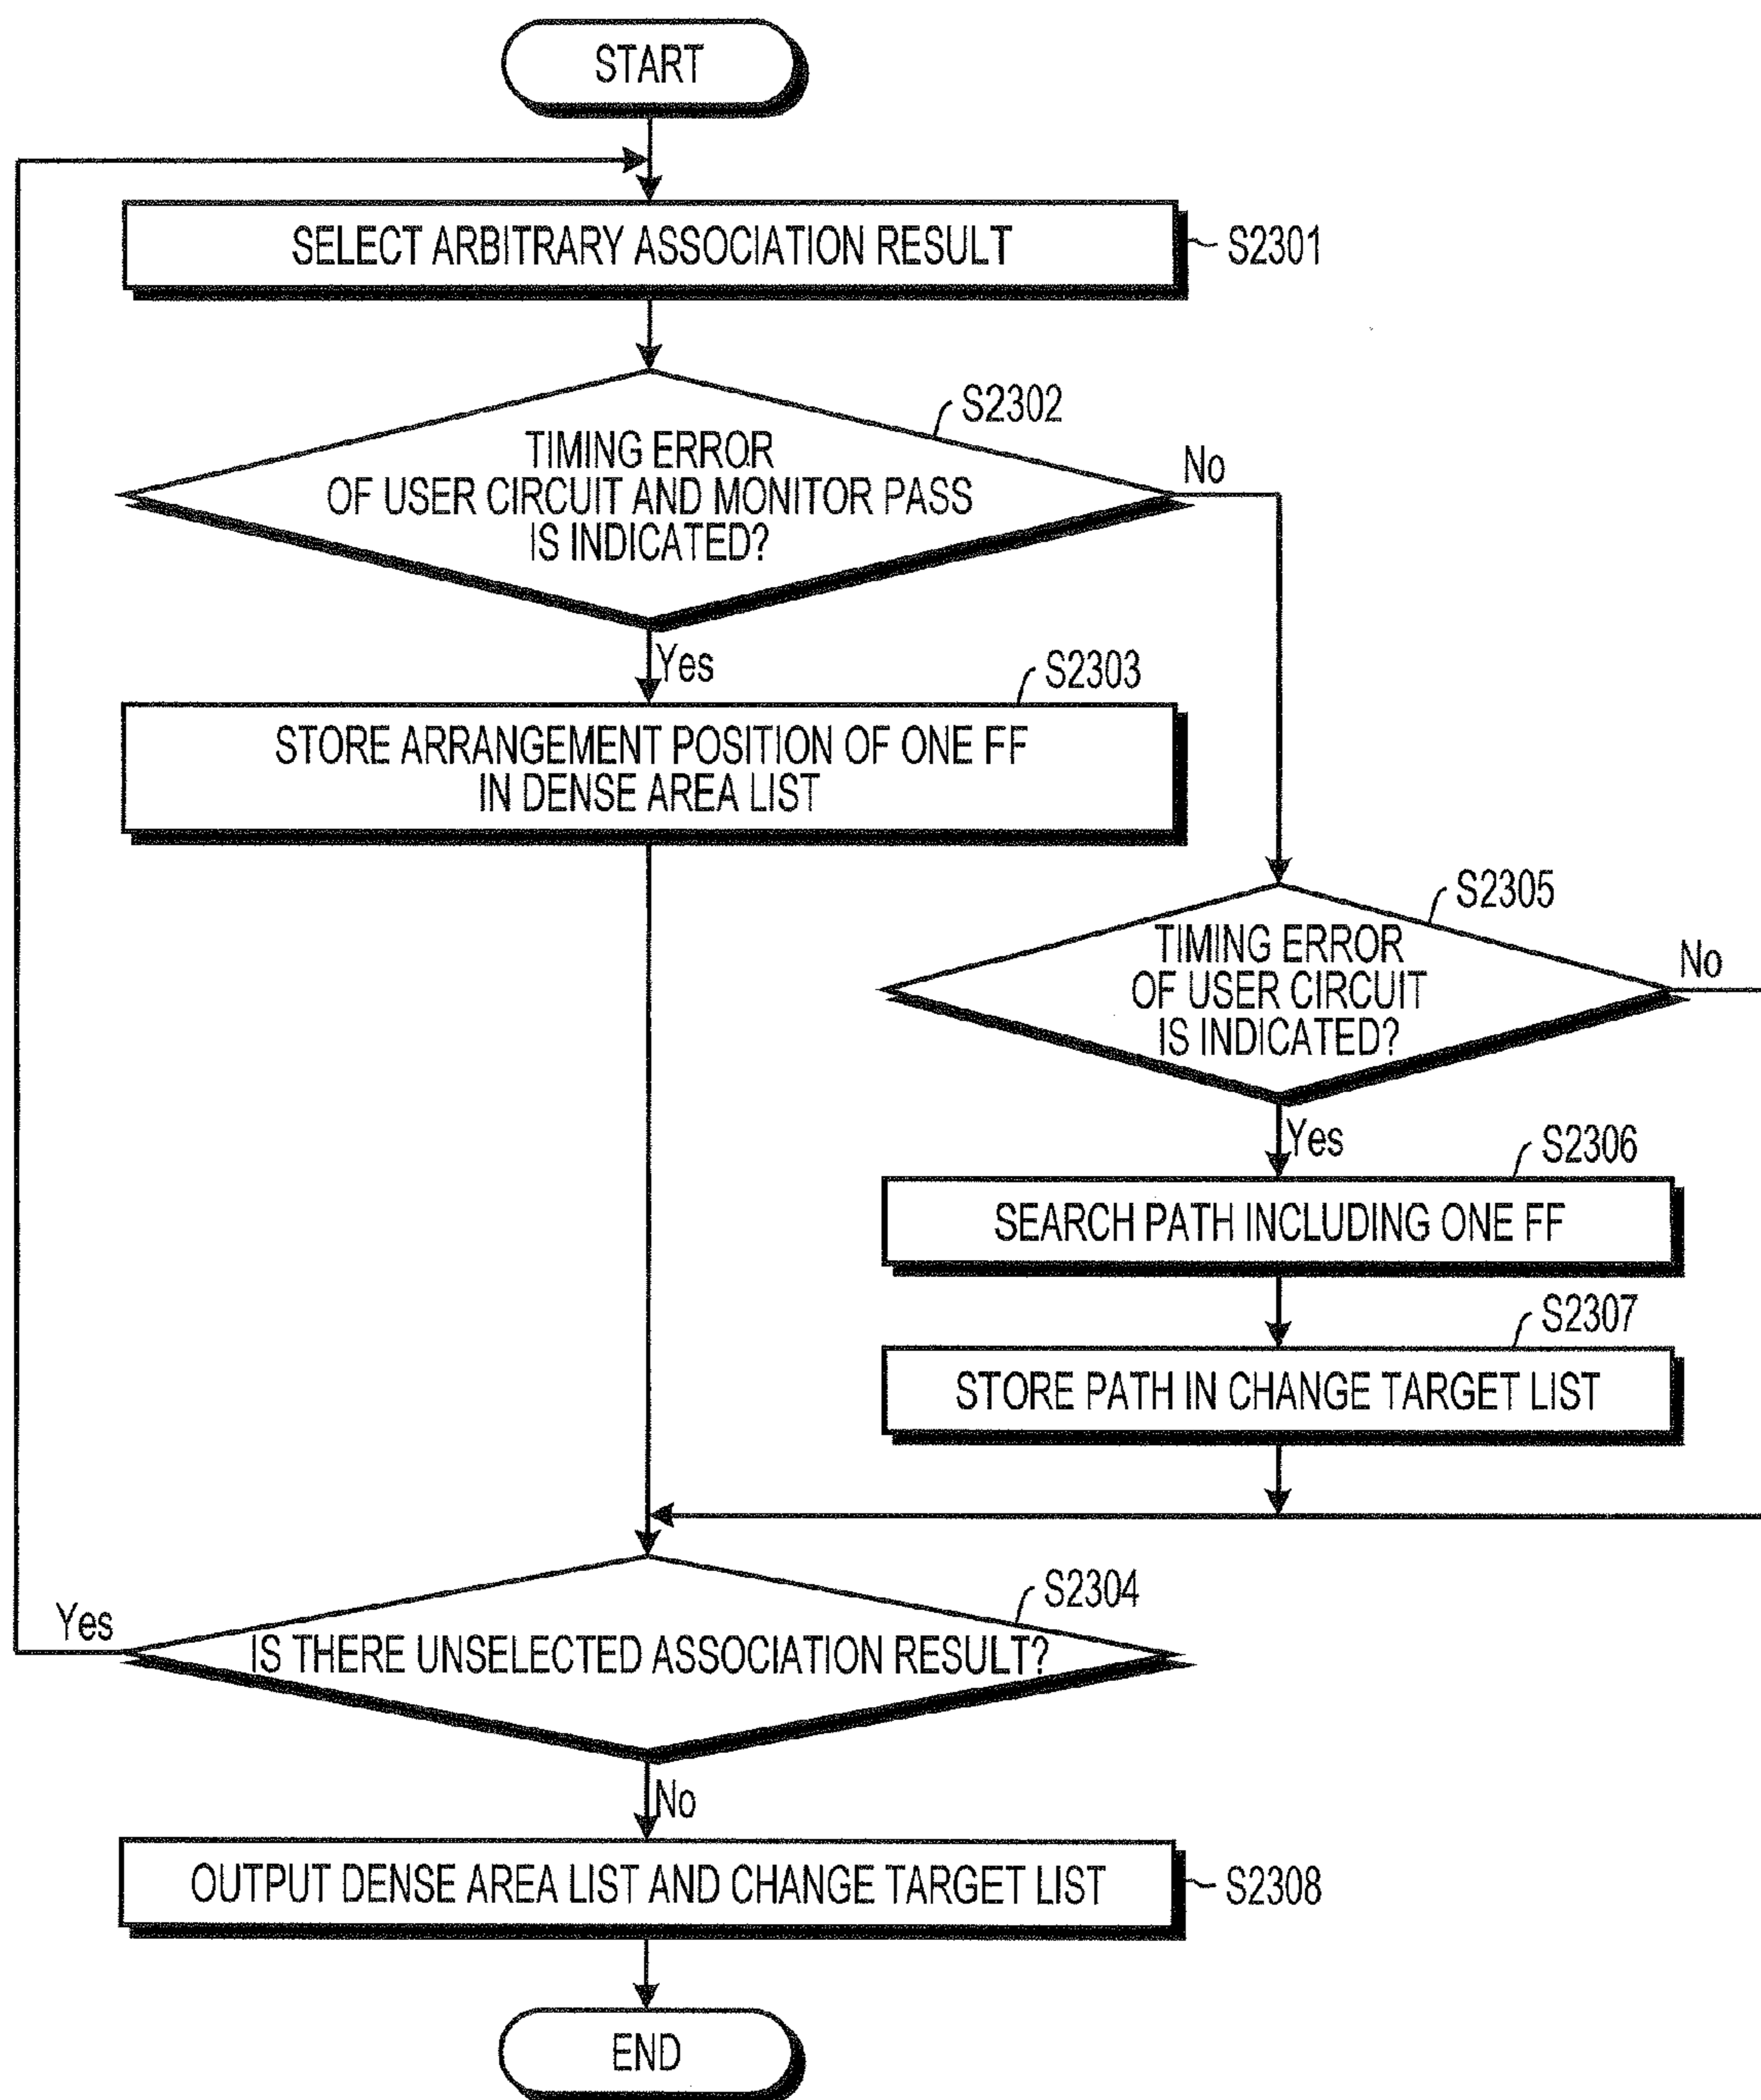 START
SELECT ARBITRARY ASSOCIATION RESULT
S2301
S2302
TIMING ERROR
OF USER CIRCUIT AND MONITOR PASS
IS INDICATED?
No
Yes
S2303
STORE ARRANGEMENT POSITION OF ONE FF
IN DENSE AREA LIST
S2305
TIMING ERROR
OF USER CIRCUIT
IS INDICATED?
No
Yes
S2306
SEARCH PATH INCLUDING ONE FF
S2307
STORE PATH IN CHANGE TARGET LIST
S2304
Yes
IS THERE UNSELECTED ASSOCIATION RESULT?
No
OUTPUT DENSE AREA LIST AND CHANGE TARGET LIST
S2308
END